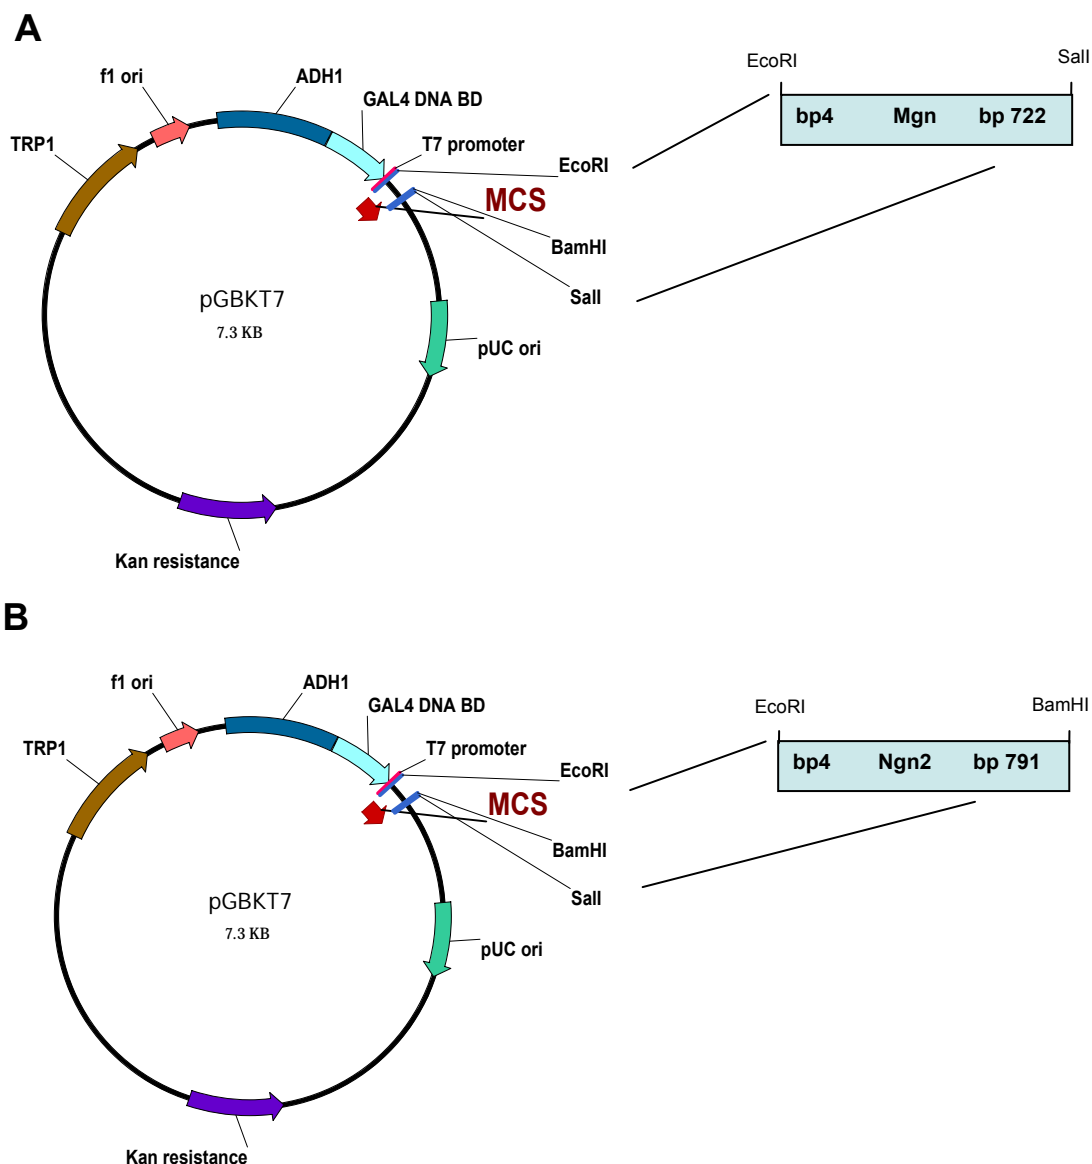 A
f1 ori
ADH1
GAL4 DNA BD
TRP1
T7 promoter
EcoRI
MCS
BamHI
SalI
pGBKT7
7.3 KB
pUC ori
Kan resistance
EcoRI
SalI
bp4 Mgn bp 722
B
f1 ori
ADH1
GAL4 DNA BD
TRP1
T7 promoter
EcoRI
MCS
BamHI
SalI
pGBKT7
7.3 KB
pUC ori
Kan resistance
EcoRI
BamHI
bp4 Ngn2 bp 791